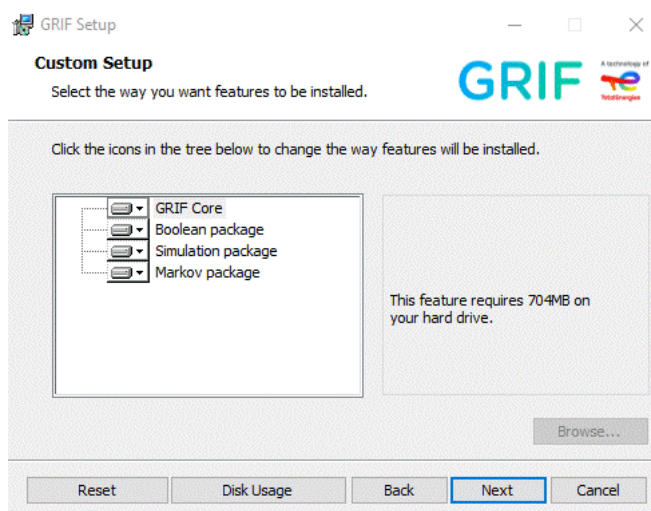 GRIF Setup
Custom Setup
Select the way you want features to be installed.
GRIF
A technology of
TotalEnergies
Click the icons in the tree below to change the way features will be installed.
GRIF Core
Boolean package
Simulation package
Markov package
This feature requires 704MB on
your hard drive.
Browse...
Reset
Disk Usage
Back
Next
Cancel